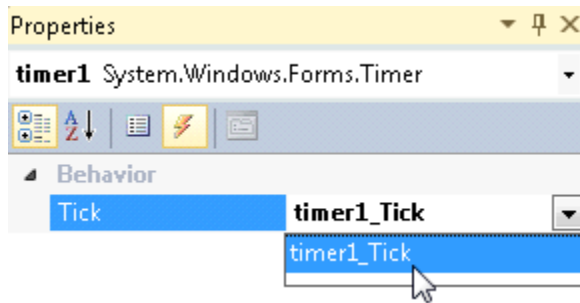 Properties
timer1 System.Windows.Forms.Timer
Behavior
Tick timer1_Tick
timer1_Tick